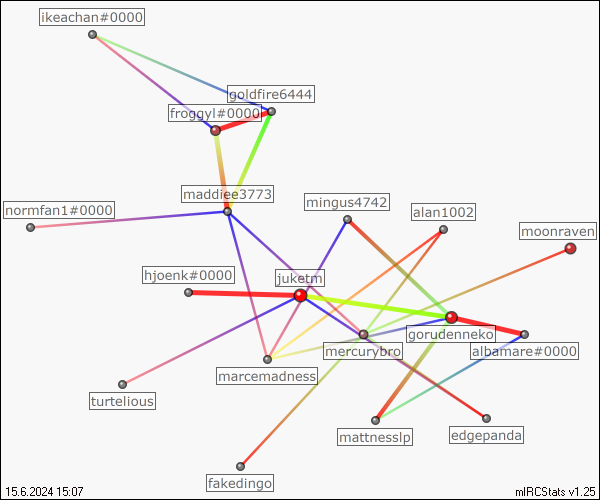 ikeachan#0000
goldfire6444
froggyl#0000
maddiee3773
mingus4742
normfan1#0000
alan1002
moonraven
hjoenk#0000
juketm
gorudenneko
mercurybro
albamare#0000
marcemadness
turtelious
mattnesslp
edgepanda
fakedingo
15.6.2024 15:07
mIRCStats v1.25